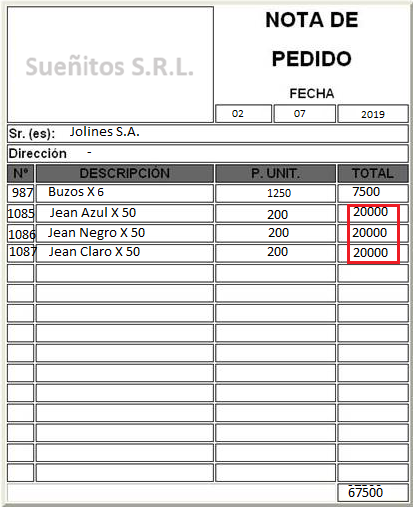 Sueñitos S.R.L.
NOTA DE
PEDIDO
FECHA
02 07 2019
Sr. (es): Jolines S.A.
Dirección -
Nº DESCRIPCIÓN P. UNIT. TOTAL
987 Buzos X 6 1250 7500
1085 Jean Azul X 50 200 20000
1086 Jean Negro X 50 200 20000
1087 Jean Claro X 50 200 20000
67500